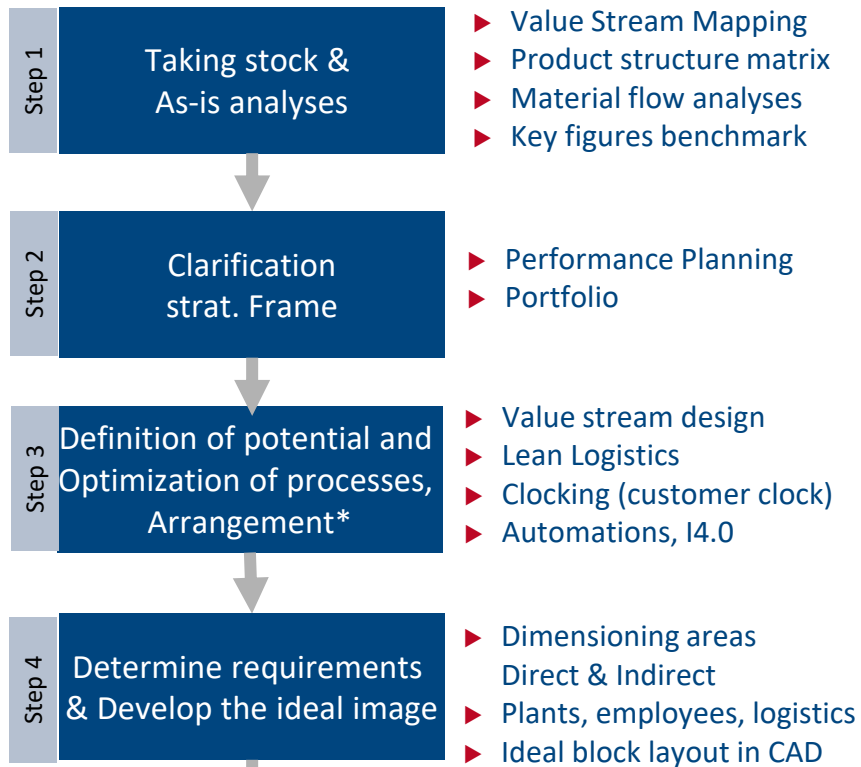 Step 1
Taking stock &
As-is analyses
Value Stream Mapping
Product structure matrix
Material flow analyses
Key figures benchmark
Step 2
Clarification
strat. Frame
Performance Planning
Portfolio
Step 3
Definition of potential and
Optimization of processes,
Arrangement*
Value stream design
Lean Logistics
Clocking (customer clock)
Automations, I4.0
Step 4
Determine requirements
& Develop the ideal image
Dimensioning areas
Direct & Indirect
Plants, employees, logistics
Ideal block layout in CAD